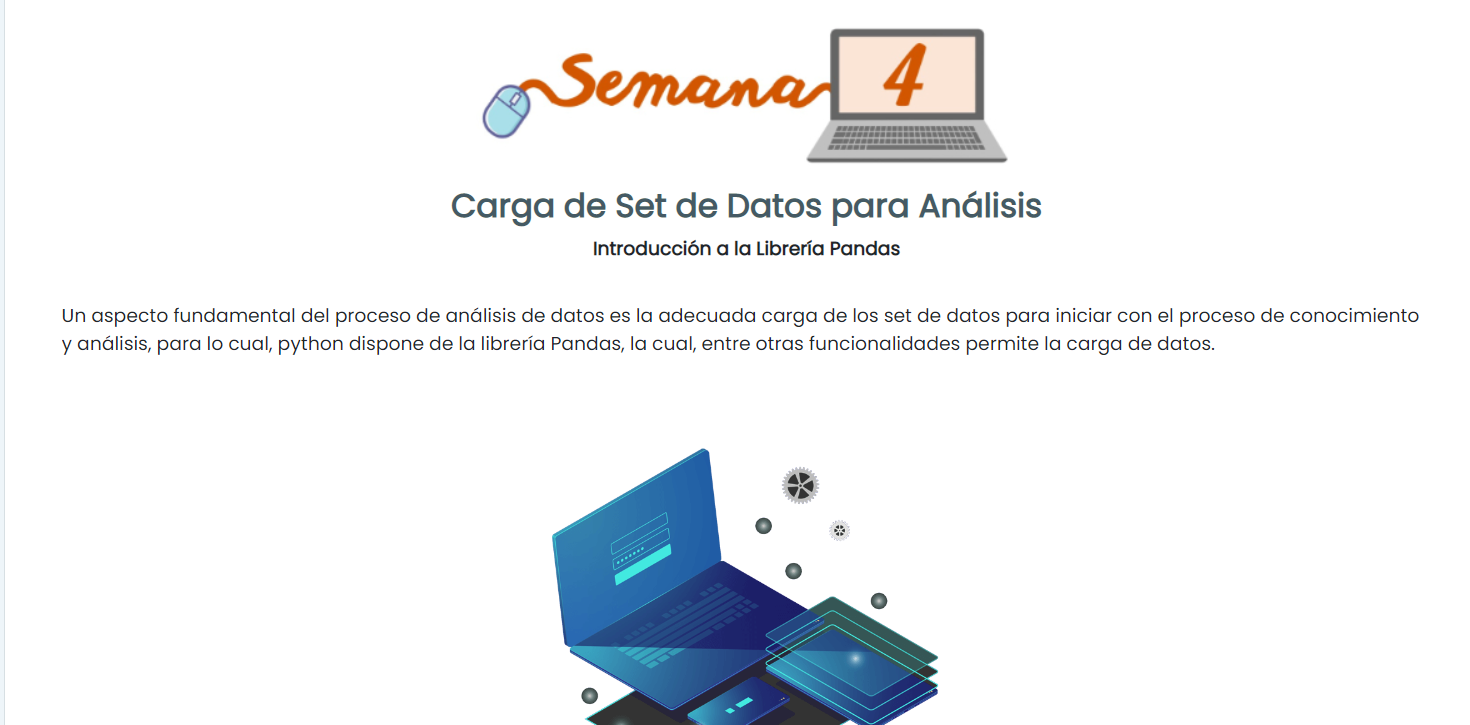 Semana 4
Carga de Set de Datos para Análisis
Introducción a la Librería Pandas
Un aspecto fundamental del proceso de análisis de datos es la adecuada carga de los set de datos para iniciar con el proceso de conocimiento
y análisis, para lo cual, python dispone de la librería Pandas, la cual, entre otras funcionalidades permite la carga de datos.